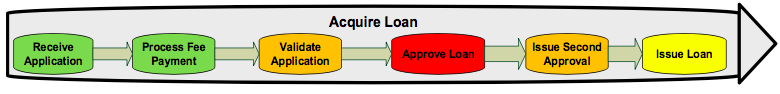 Acquire Loan
Receive
Application
Process Fee
Payment
Validate
Application
Approve Loan
Issue Second
Approval
Issue Loan